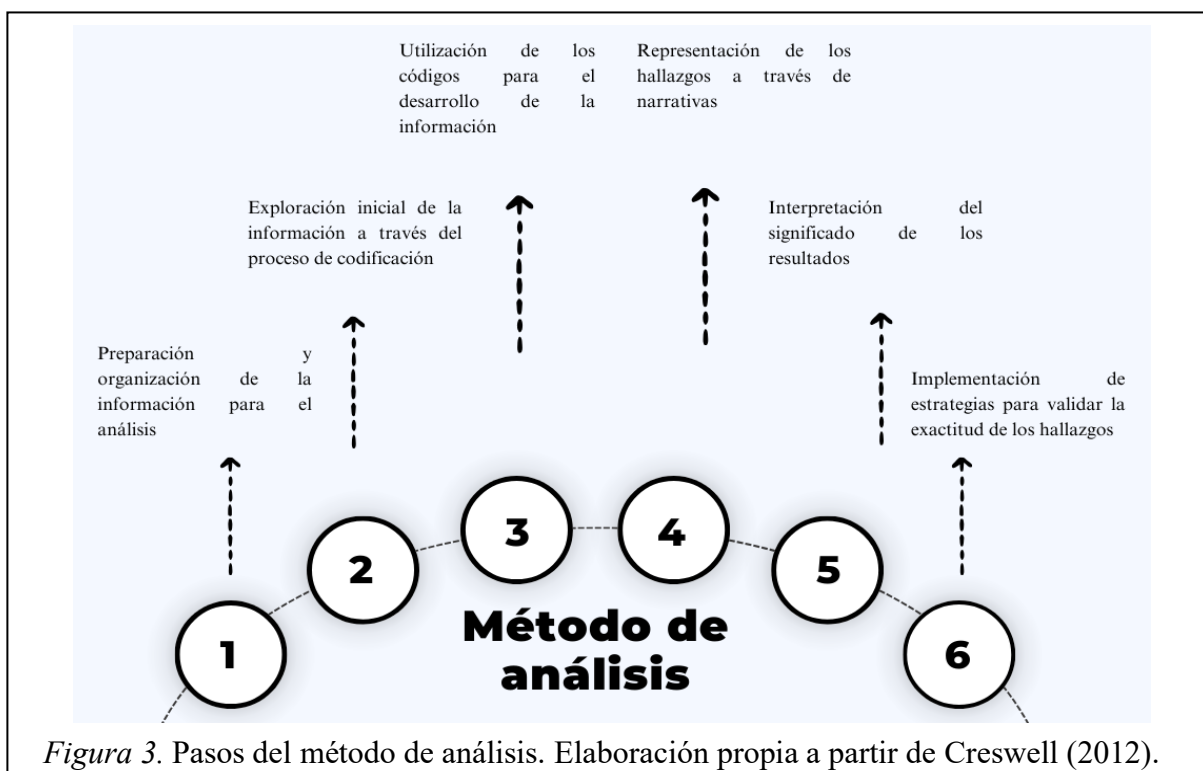 Utilización de los
códigos para el
desarrollo de la
información
Representación de los
hallazgos a través de
narrativas
Exploración inicial de la
información a través del
proceso de codificación
Interpretación del
significado de los
resultados
Preparación y
organización de la
información para el
análisis
Implementación de
estrategias para validar la
exactitud de los hallazgos
1
2
3
4
5
6
Método de
análisis
Figura 3. Pasos del método de análisis. Elaboración propia a partir de Creswell (2012).